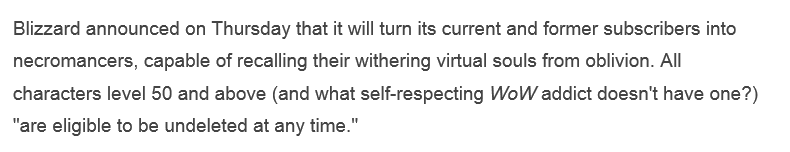 Blizzard announced on Thursday that it will turn its current and former subscribers into
necromancers, capable of recalling their withering virtual souls from oblivion. All
characters level 50 and above (and what self-respecting WoW addict doesn't have one?)
"are eligible to be undeleted at any time."